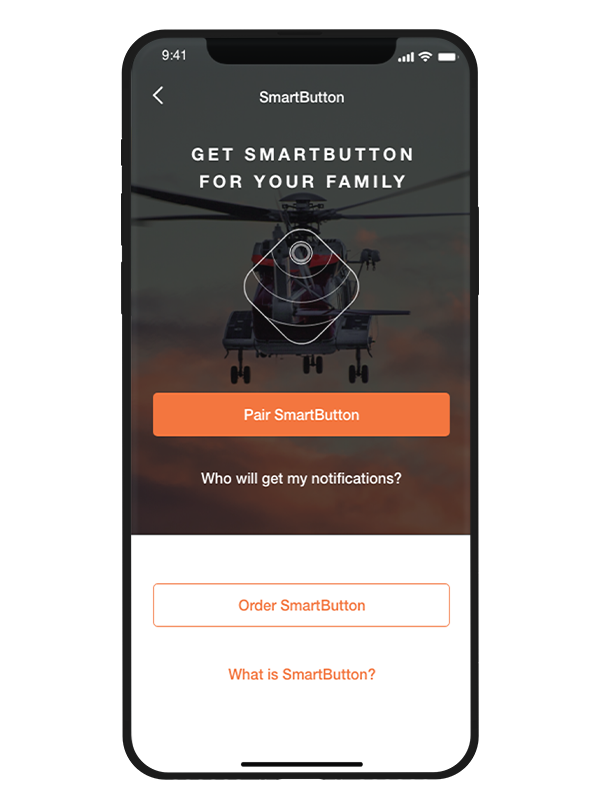 9:41
SmartButton
GET SMARTBUTTON
FOR YOUR FAMILY
Pair SmartButton
Who will get my notifications?
Order SmartButton
What is SmartButton?